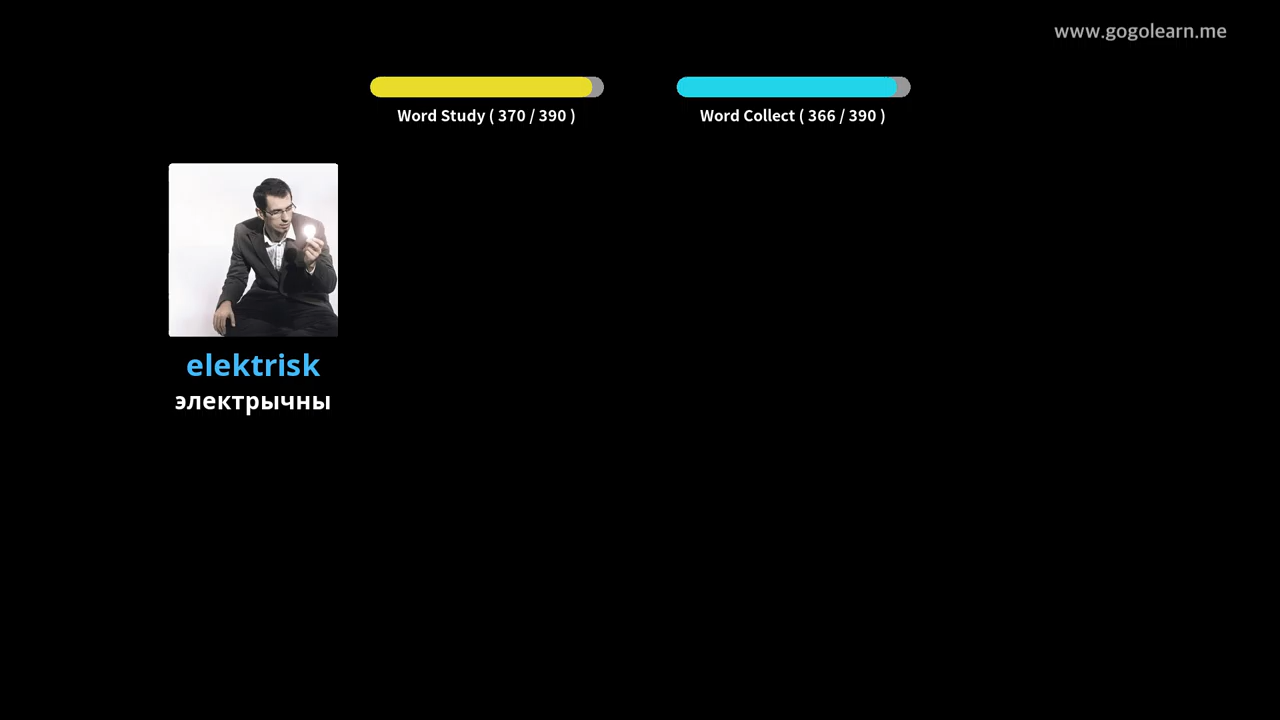 www.gogolearn.me
Word Study ( 370 / 390 )
Word Collect ( 366 / 390 )
elektrisk
электрычны